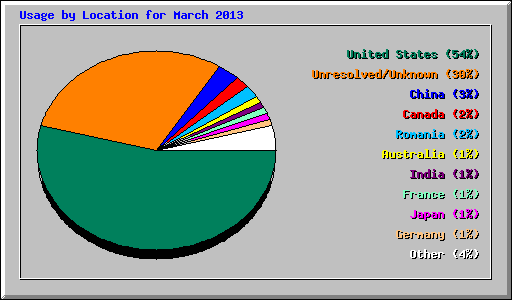 Usage by Location for March 2013
United States (54%)
Unresolved/Unknown (30%)
China (3%)
Canada (2%)
Romania (2%)
Australia (1%)
India (1%)
France (1%)
Japan (1%)
Germany (1%)
Other (4%)